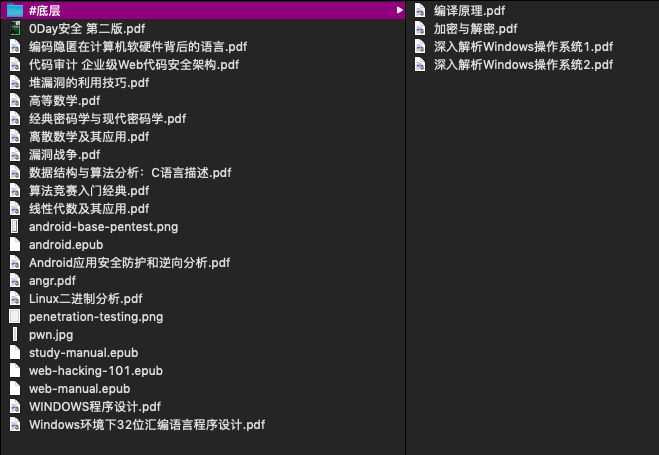 #底层
0Day安全 第二版.pdf
编码隐匿在计算机软硬件背后的语言.pdf
代码审计 企业级Web代码安全架构.pdf
堆漏洞的利用技巧.pdf
高等数学.pdf
经典密码学与现代密码学.pdf
离散数学及其应用.pdf
漏洞战争.pdf
数据结构与算法分析：C语言描述.pdf
算法竞赛入门经典.pdf
线性代数及其应用.pdf
android-base-pentest.png
android.epub
Android应用安全防护和逆向分析.pdf
angr.pdf
Linux二进制分析.pdf
penetration-testing.png
pwn.jpg
study-manual.epub
web-hacking-101.epub
web-manual.epub
WINDOWS程序设计.pdf
Windows环境下32位汇编语言程序设计.pdf
编译原理.pdf
加密与解密.pdf
深入解析Windows操作系统1.pdf
深入解析Windows操作系统2.pdf